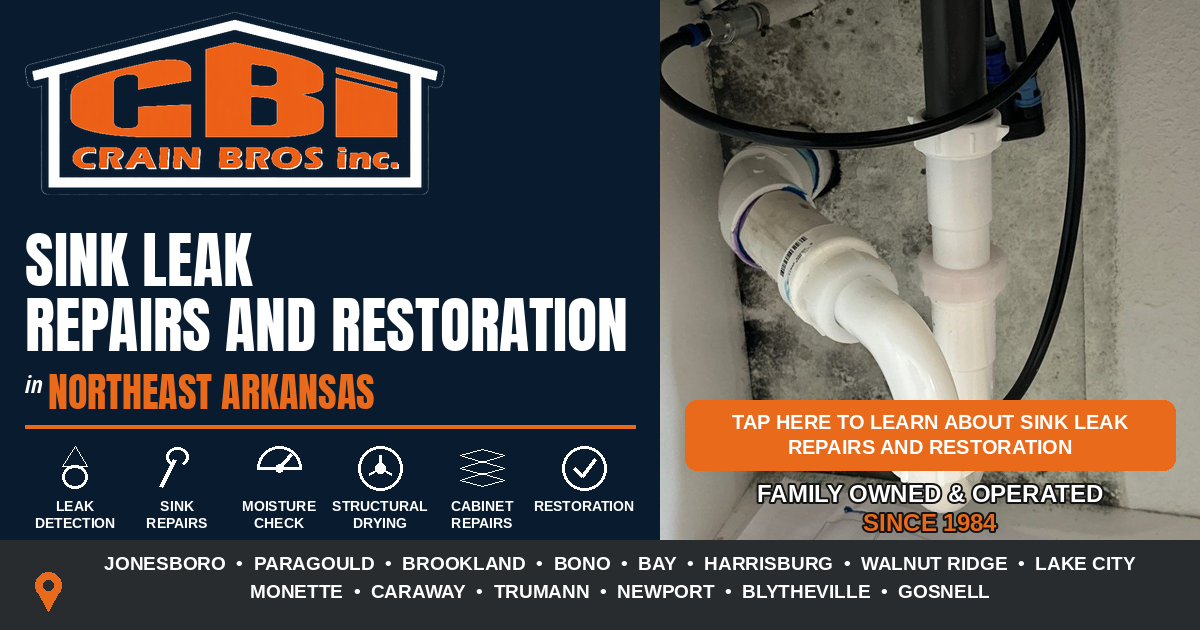 CBi
CRAIN BROS inc.
SINK LEAK
REPAIRS AND RESTORATION
in NORTHEAST ARKANSAS
LEAK
DETECTION
SINK
REPAIRS
MOISTURE
CHECK
STRUCTURAL
DRYING
CABINET
REPAIRS
RESTORATION
TAP HERE TO LEARN ABOUT SINK LEAK
REPAIRS AND RESTORATION
FAMILY OWNED & OPERATED
SINCE 1984
JONESBORO • PARAGOULD • BROOKLAND • BONO • BAY • HARRISBURG • WALNUT RIDGE • LAKE CITY
MONETTE • CARAWAY • TRUMANN • NEWPORT • BLYTHEVILLE • GOSNELL